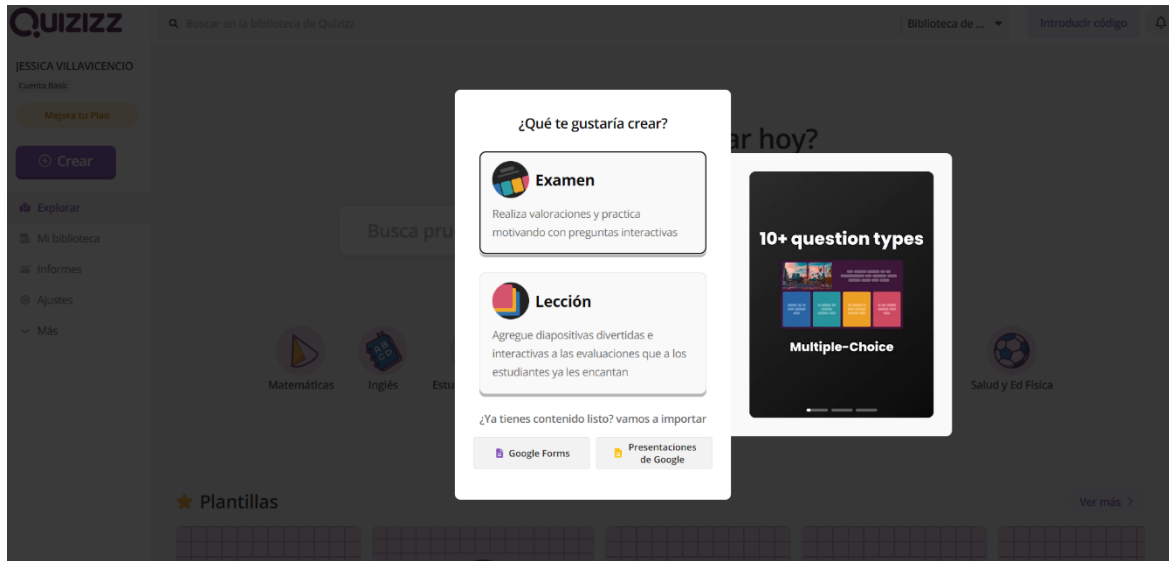 QUIZIZZ
Buscar en la biblioteca de Quizizz
Biblioteca de ...
Introducir código
JESSICA VILLAVICENCIO
Cuenta Basic
Mejora tu Plan
Crear
Explorar
Mi biblioteca
Informes
Ajustes
Más
ar hoy?
Busca pru
Matemáticas
Inglés
Estu
Salud y Ed Física
Plantillas
Ver más
¿Qué te gustaría crear?
Examen
Realiza valoraciones y practica
motivando con preguntas interactivas
Lección
Agregue diapositivas divertidas e
interactivas a las evaluaciones que a los
estudiantes ya les encantan
¿Ya tienes contenido listo? vamos a importar
Google Forms
Presentaciones
de Google
10+ question types
Multiple-Choice